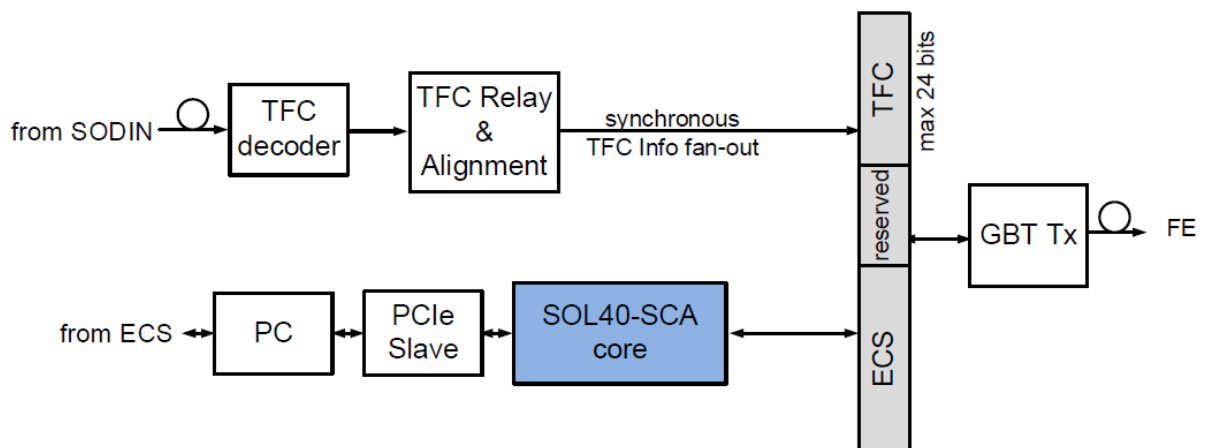 from SODIN
TFC
decoder
TFC Relay
&
Alignment
synchronous
TFC Info fan-out
TFC
max 24 bits
reserved
ECS
GBT Tx
FE
from ECS
PC
PCIe
Slave
SOL40-SCA
core